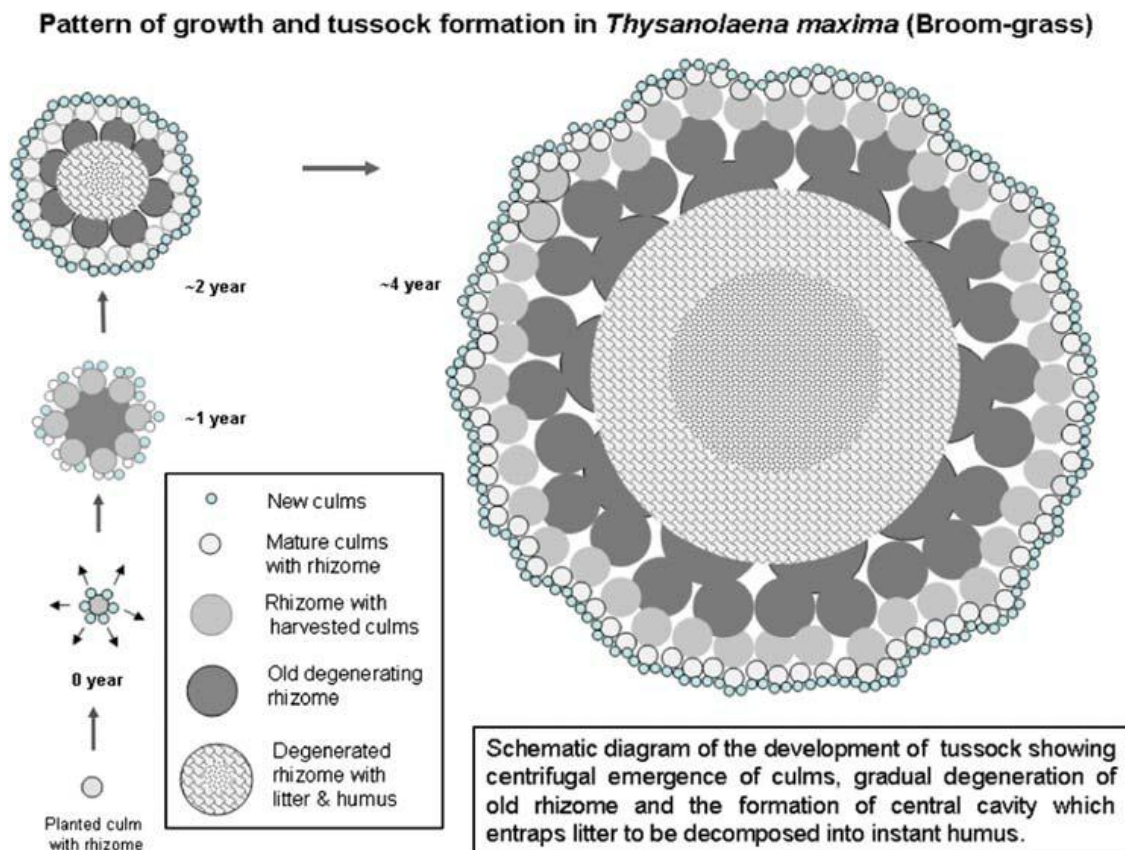 Pattern of growth and tussock formation in Thysanolaena maxima (Broom-grass)
~2 year
~4 year
~1 year
0 year
Planted culm
with rhizome
New culms
Mature culms
with rhizome
Rhizome with
harvested culms
Old degenerating
rhizome
Degenerated
rhizome with
litter & humus
Schematic diagram of the development of tussock showing
centrifugal emergence of culms, gradual degeneration of
old rhizome and the formation of central cavity which
entraps litter to be decomposed into instant humus.